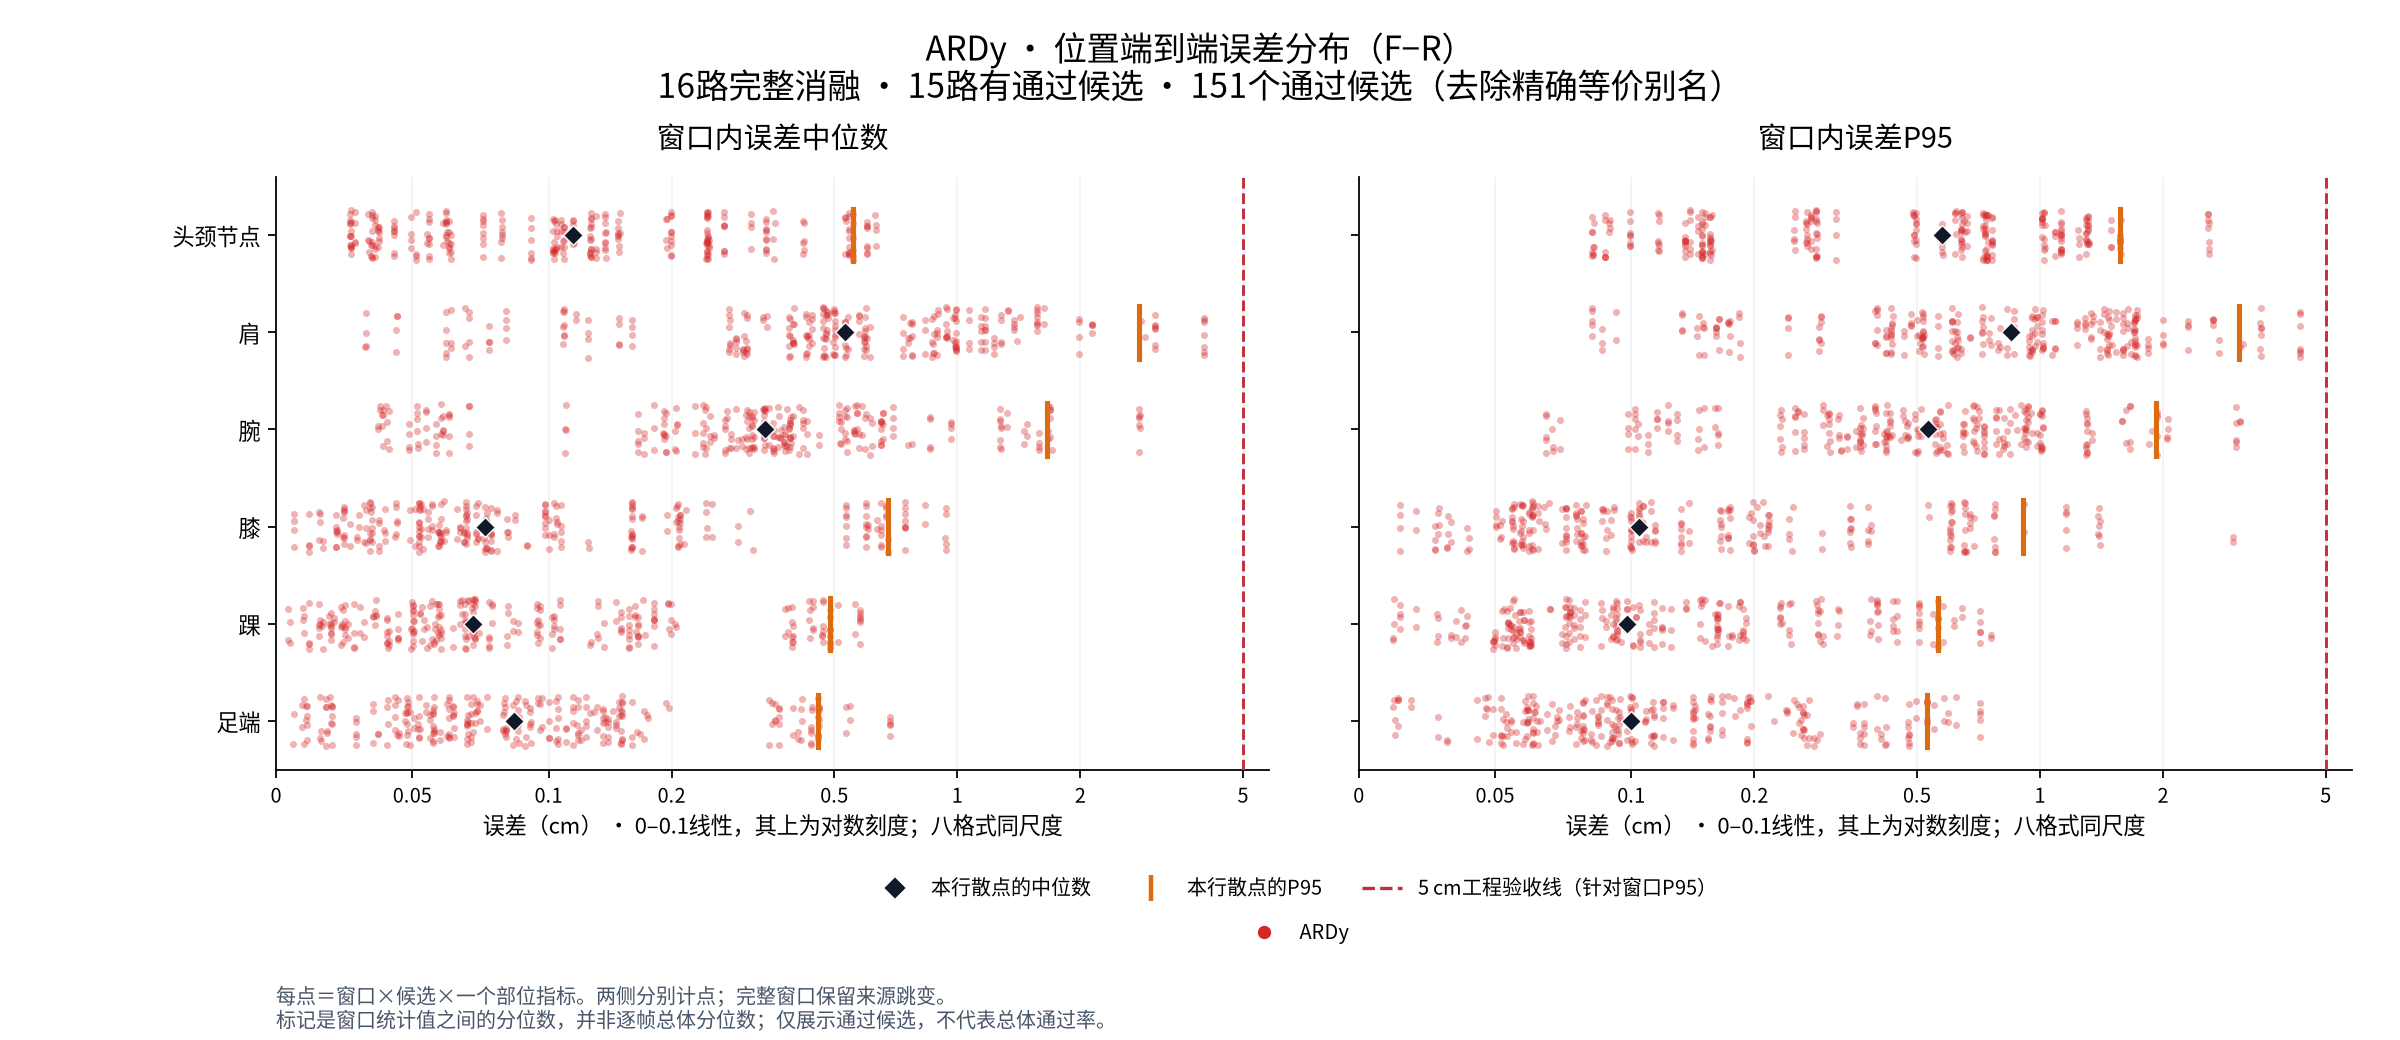 ARDy · 位置端到端误差分布（F−R）
16路完整消融 · 15路有通过候选 · 151个通过候选（去除精确等价别名）
窗口内误差中位数
窗口内误差P95
头颈节点
肩
腕
膝
踝
足端
0 0.05 0.1 0.2 0.5 1 2 5
0 0.05 0.1 0.2 0.5 1 2 5
误差（cm） · 0–0.1线性，其上为对数刻度；八格式同尺度
误差（cm） · 0–0.1线性，其上为对数刻度；八格式同尺度
本行散点的中位数
本行散点的P95
5 cm工程验收线（针对窗口P95）
ARDy
每点＝窗口×候选×一个部位指标。两侧分别计点；完整窗口保留来源跳变。
标记是窗口统计值之间的分位数，并非逐帧总体分位数；仅展示通过候选，不代表总体通过率。